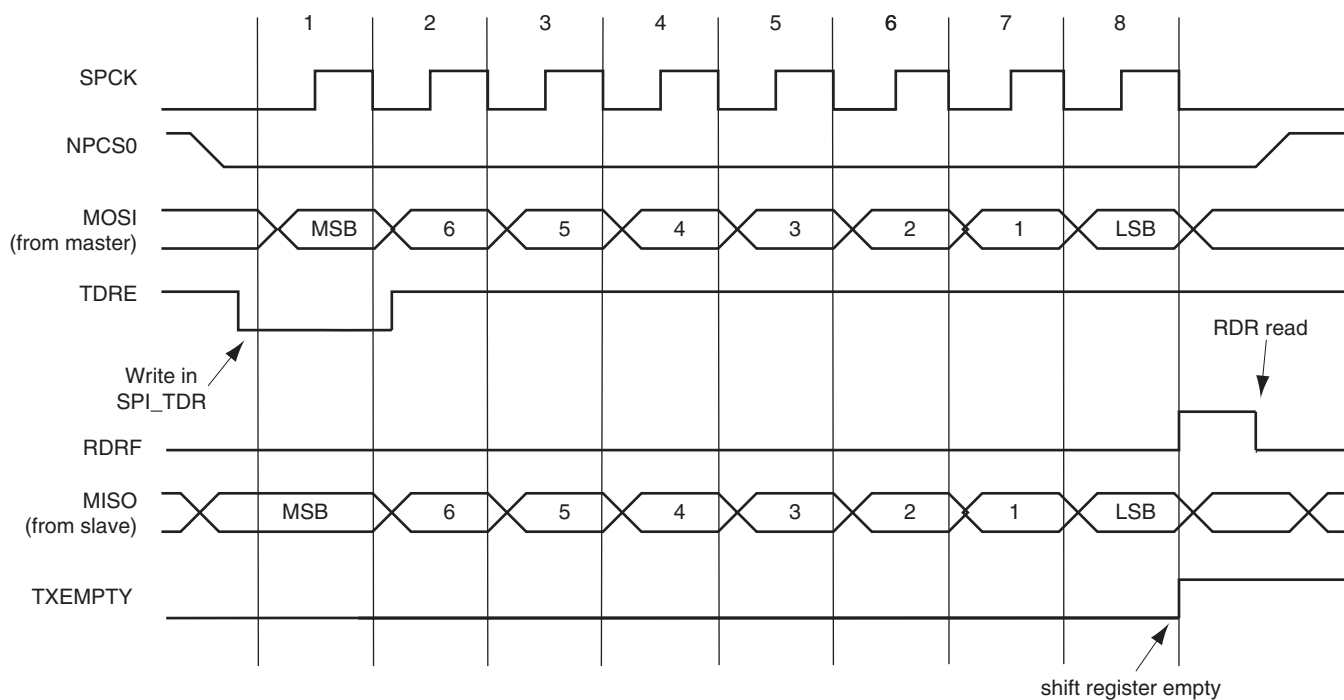 1 2 3 4 5 6 7 8
SPCK
NPCS0
MOSI
(from master)
MSB 6 5 4 3 2 1 LSB
TDRE
RDR read
Write in
SPI_TDR
RDRF
MISO
(from slave)
MSB 6 5 4 3 2 1 LSB
TXEMPTY
shift register empty